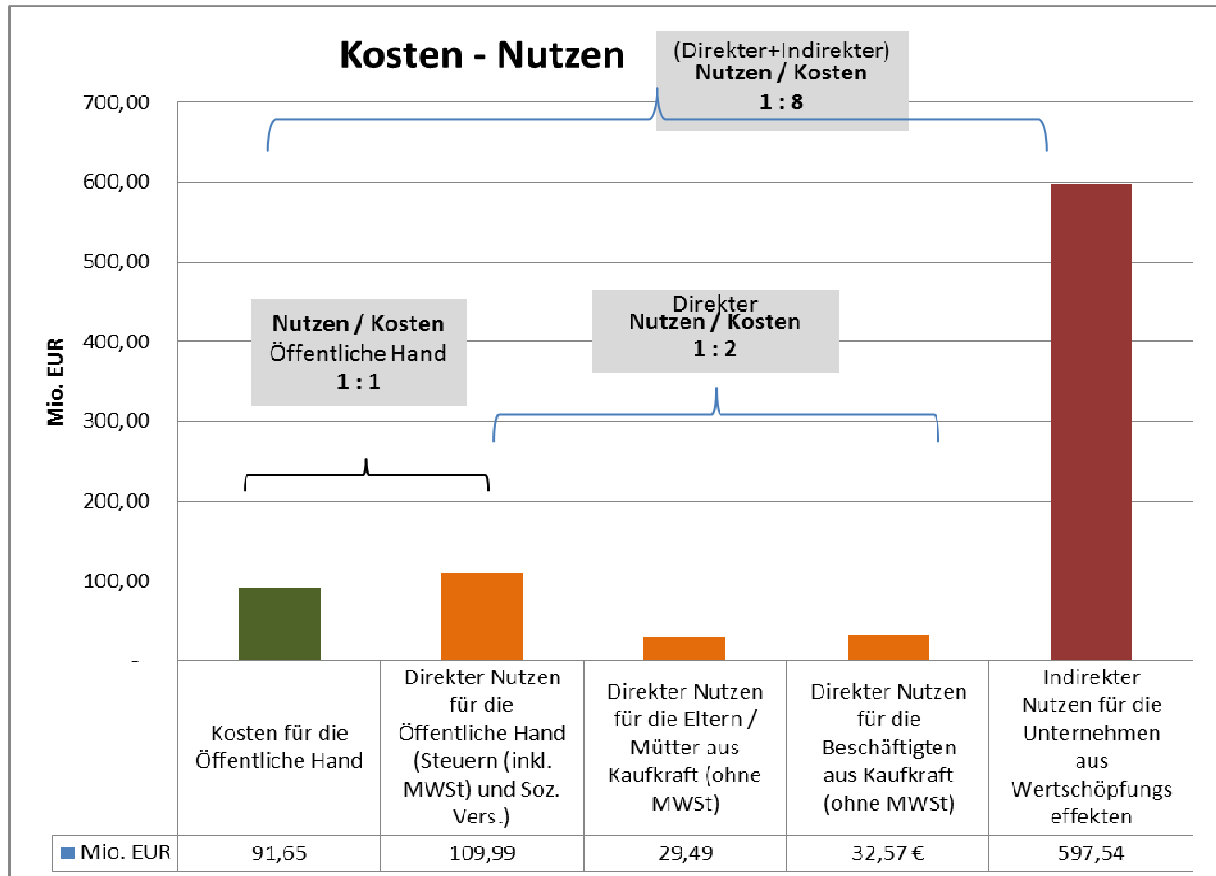 Kosten - Nutzen
(Direkter+Indirekter)
Nutzen / Kosten
1 : 8
700,00
600,00
500,00
400,00
300,00
200,00
100,00
-
Mio. EUR
Nutzen / Kosten
Öffentliche Hand
1 : 1
Direkter
Nutzen / Kosten
1 : 2
Kosten für die
Öffentliche Hand
Direkter Nutzen
für die
Öffentliche Hand
(Steuern (inkl.
MWSt) und Soz.
Vers.)
Direkter Nutzen
für die Eltern /
Mütter aus
Kaufkraft (ohne
MWSt)
Direkter Nutzen
für die
Beschäftigten
aus Kaufkraft
(ohne MWSt)
Indirekter
Nutzen für die
Unternehmen
aus
Wertschöpfungs
effekten
Mio. EUR
91,65
109,99
29,49
32,57 €
597,54